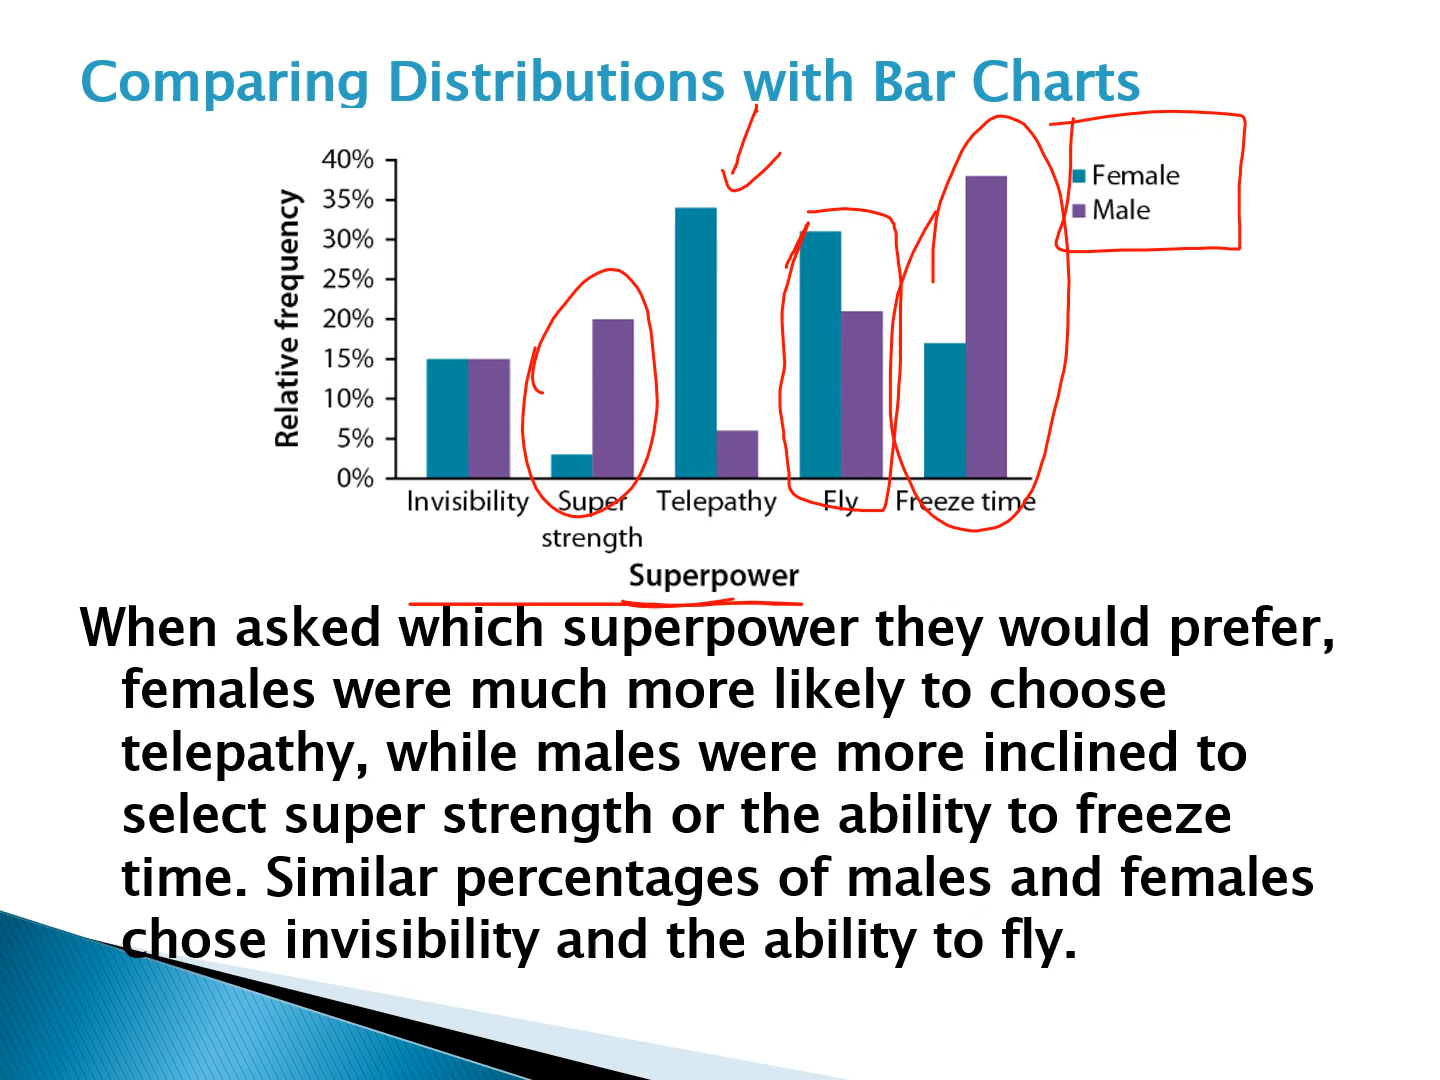 Comparing Distributions with Bar Charts
40%
35%
30%
25%
20%
15%
10%
5%
0%
Relative frequency
Female
Male
Invisibility
Super
strength
Telepathy
Fly
Freeze time
Superpower
When asked which superpower they would prefer,
females were much more likely to choose
telepathy, while males were more inclined to
select super strength or the ability to freeze
time. Similar percentages of males and females
chose invisibility and the ability to fly.